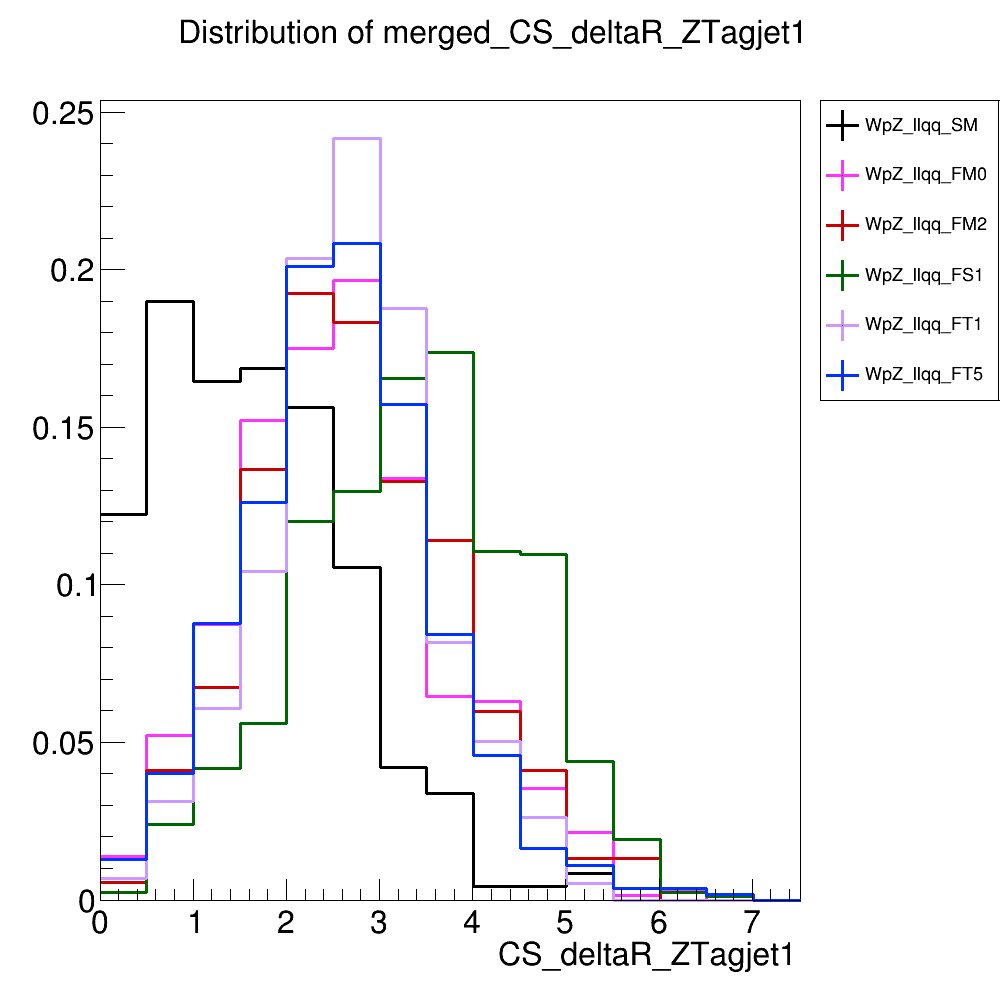 Distribution of merged_CS_deltaR_ZTagjet1
0.25
0.2
0.15
0.1
0.05
0
0 1 2 3 4 5 6 7
CS_deltaR_ZTagjet1
WpZ_llqq_SM
WpZ_llqq_FM0
WpZ_llqq_FM2
WpZ_llqq_FS1
WpZ_llqq_FT1
WpZ_llqq_FT5